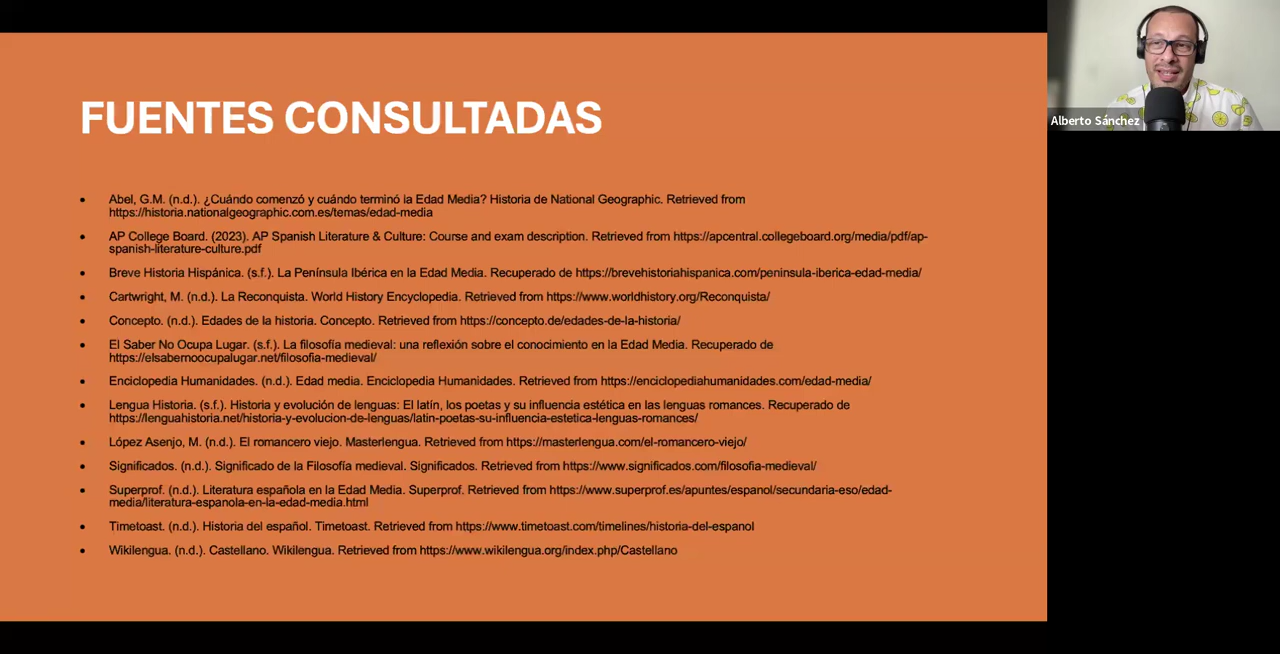 FUENTES CONSULTADAS
Alberto Sánchez
• Abel, G.M. (n.d.). ¿Cuándo comenzó y cuándo terminó la Edad Media? Historia de National Geographic. Retrieved from
https://historia.nationalgeographic.com.es/temas/edad-media
• AP College Board. (2023). AP Spanish Literature & Culture: Course and exam description. Retrieved from https://apcentral.collegeboard.org/media/pdf/ap-
spanish-literature-culture.pdf
• Breve Historia Hispánica. (s.f.). La Península Ibérica en la Edad Media. Recuperado de https://brevehistoriahispanica.com/peninsula-iberica-edad-media/
• Cartwright, M. (n.d.). La Reconquista. World History Encyclopedia. Retrieved from https://www.worldhistory.org/Reconquista/
• Concepto. (n.d.). Edades de la historia. Concepto. Retrieved from https://concepto.de/edades-de-la-historia/
• El Saber No Ocupa Lugar. (s.f.). La filosofía medieval: una reflexión sobre el conocimiento en la Edad Media. Recuperado de
https://elsabernoocupalugar.net/filosofia-medieval/
• Enciclopedia Humanidades. (n.d.). Edad media. Enciclopedia Humanidades. Retrieved from https://enciclopediahumanidades.com/edad-media/
• Lengua Historia. (s.f.). Historia y evolución de lenguas: El latín, los poetas y su influencia estética en las lenguas romances. Recuperado de
https://lenguahistoria.net/historia-y-evolucion-de-lenguas/latin-poetas-su-influencia-estetica-lenguas-romances/
• López Asenjo, M. (n.d.). El romancero viejo. Masterlengua. Retrieved from https://masterlengua.com/el-romancero-viejo/
• Significados. (n.d.). Significado de la Filosofía medieval. Significados. Retrieved from https://www.significados.com/filosofia-medieval/
• Superprof. (n.d.). Literatura española en la Edad Media. Superprof. Retrieved from https://www.superprof.es/apuntes/espanol/secundaria-eso/edad-
media/literatura-espanola-en-la-edad-media.html
• Timetoast. (n.d.). Historia del español. Timetoast. Retrieved from https://www.timetoast.com/timelines/historia-del-espanol
• Wikilengua. (n.d.). Castellano. Wikilengua. Retrieved from https://www.wikilengua.org/index.php/Castellano